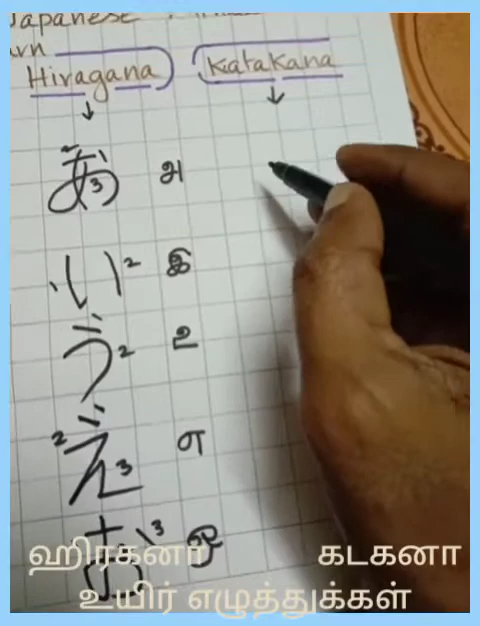 Japanese
Hiragana Katakana
↓ ↓
あ அ
い இ
う உ
え எ
お ஒ
ஹிரகனா கடகனா
உயிர் எழுத்துக்கள்